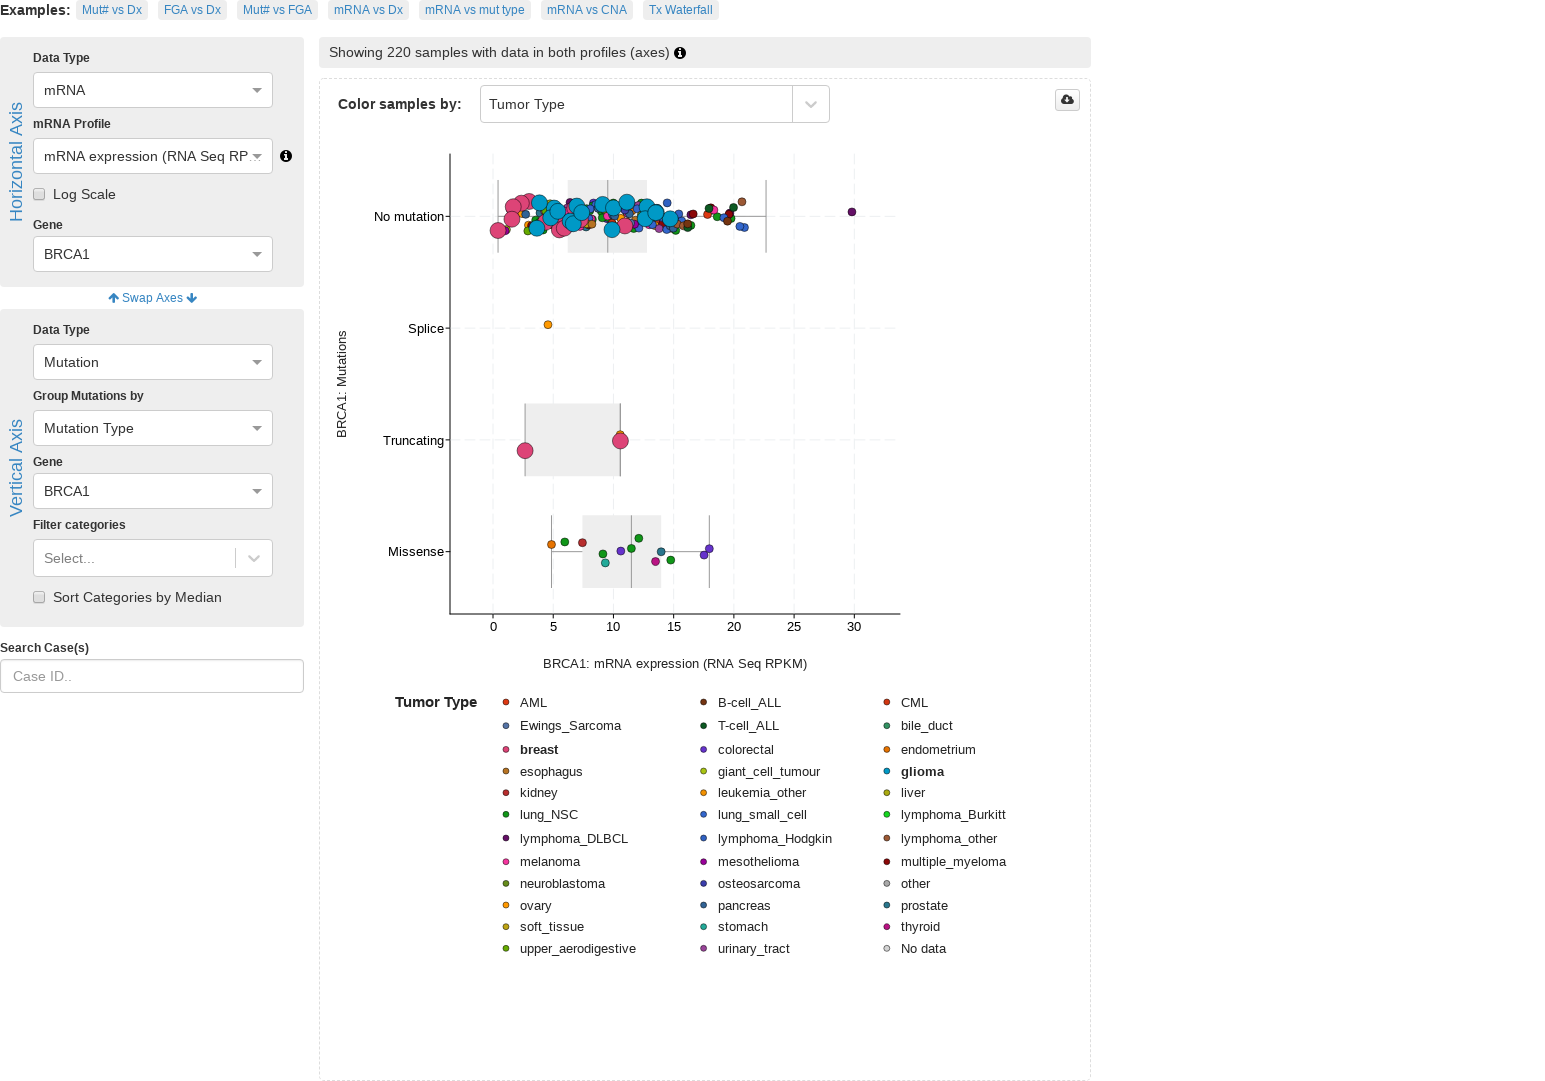 Examples: Mut# vs Dx FGA vs Dx Mut# vs FGA mRNA vs Dx mRNA vs mut type mRNA vs CNA Tx Waterfall
Horizontal Axis
Data Type
mRNA
mRNA Profile
mRNA expression (RNA Seq RP...
Log Scale
Gene
BRCA1
Swap Axes
Vertical Axis
Data Type
Mutation
Group Mutations by
Mutation Type
Gene
BRCA1
Filter categories
Select...
Sort Categories by Median
Search Case(s)
Case ID..
Showing 220 samples with data in both profiles (axes)
Color samples by: Tumor Type
BRCA1: Mutations
No mutation
Splice
Truncating
Missense
0 5 10 15 20 25 30
BRCA1: mRNA expression (RNA Seq RPKM)
Tumor Type AML B-cell_ALL CML
Ewings_Sarcoma T-cell_ALL bile_duct
breast colorectal endometrium
esophagus giant_cell_tumour glioma
kidney leukemia_other liver
lung_NSC lung_small_cell lymphoma_Burkitt
lymphoma_DLBCL lymphoma_Hodgkin lymphoma_other
melanoma mesothelioma multiple_myeloma
neuroblastoma osteosarcoma other
ovary pancreas prostate
soft_tissue stomach thyroid
upper_aerodigestive urinary_tract No data